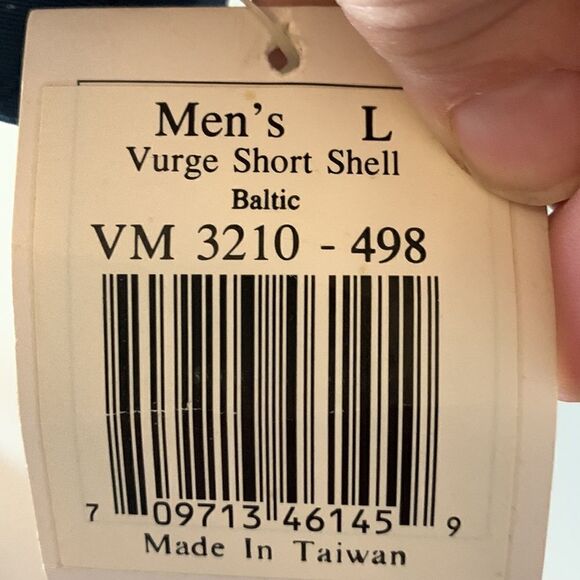 Men's L
Vurge Short Shell
Baltic
VM 3210 - 498
7 09713 46145 9
Made In Taiwan